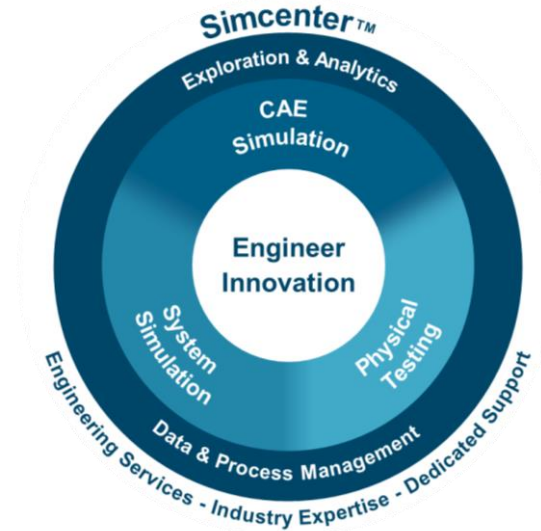 Simcenter™
Exploration & Analytics
CAE
Simulation
Engineer
Innovation
System
Simulation
Physical
Testing
Data & Process Management
Engineering Services - Industry Expertise - Dedicated Support